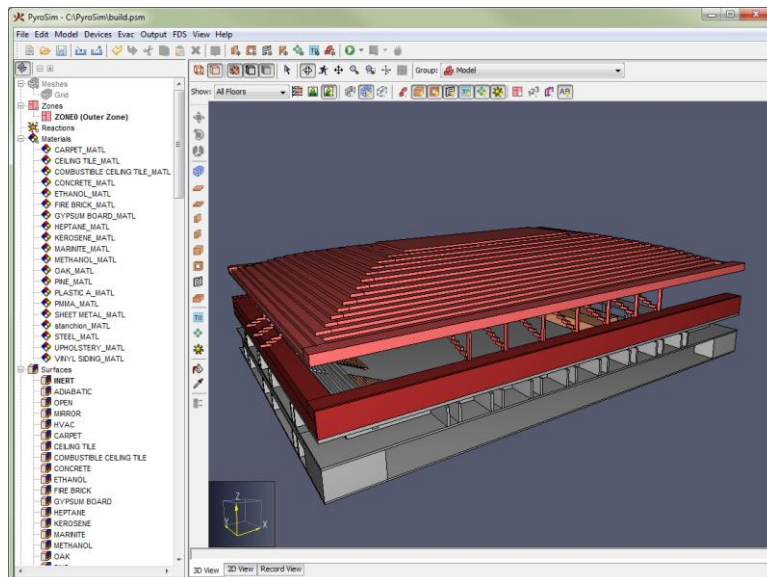 PyroSim - C:\PyroSim\build.psm
File Edit Model Devices Evac Output FDS View Help
Group: Model
Show: All Floors
Meshes
Grid
Zones
ZONE0 (Outer Zone)
Reactions
Materials
CARPET_MATL
CEILING TILE_MATL
COMBUSTIBLE CEILING TILE_MATL
CONCRETE_MATL
ETHANOL_MATL
FIRE BRICK_MATL
GYPSUM BOARD_MATL
HEPTANE_MATL
KEROSENE_MATL
MARINITE_MATL
METHANOL_MATL
OAK_MATL
PINE_MATL
PLASTIC A_MATL
PMMA_MATL
SHEET METAL_MATL
stanchion_MATL
STEEL_MATL
UPHOLSTERY_MATL
VINYL SIDING_MATL
Surfaces
INERT
ADIABATIC
OPEN
MIRROR
HVAC
CARPET
CEILING TILE
COMBUSTIBLE CEILING TILE
CONCRETE
ETHANOL
FIRE BRICK
GYPSUM BOARD
HEPTANE
KEROSENE
MARINITE
METHANOL
OAK
Z
Y
X
3D View 2D View Record View